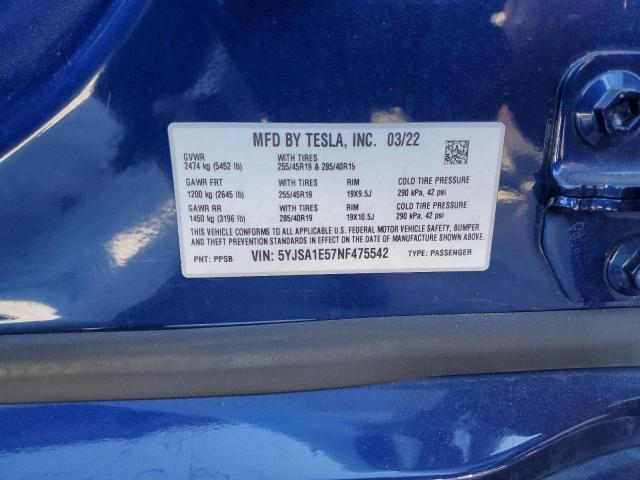 MFD BY TESLA, INC. 03/22
GVWR WITH TIRES
2474 kg (5452 lb) 255/45R19 & 285/40R19
GAWR FRT WITH TIRES RIM COLD TIRE PRESSURE
1200 kg (2645 lb) 255/45R19 19X9.5J 290 kPa, 42 psi
GAWR RR WITH TIRES RIM COLD TIRE PRESSURE
1450 kg (3196 lb) 285/40R19 19X10.5J 290 kPa, 42 psi
THIS VEHICLE CONFORMS TO ALL APPLICABLE U.S. FEDERAL MOTOR VEHICLE SAFETY, BUMPER
AND THEFT PREVENTION STANDARDS IN EFFECT ON THE DATE OF MANUFACTURE SHOWN ABOVE.
PNT: PPSB VIN: 5YJSA1E57NF475542 TYPE: PASSENGER